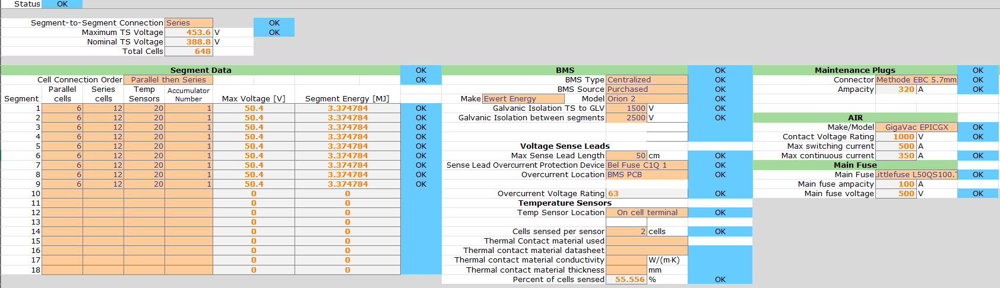 Status OK
Segment-to-Segment Connection Series OK
Maximum TS Voltage 453.6 V OK
Nominal TS Voltage 388.8 V
Total Cells 648
Segment Data OK BMS OK Maintenance Plugs OK
Cell Connection Order Parallel then Series OK BMS Type Centralized OK Connector Methode EBC 5.7mm OK
Segment Parallel cells Series cells Temp Sensors Accumulator Number Max Voltage [V] Segment Energy [MJ] BMS Source Purchased OK Ampacity 320 A OK
Make Ewert Energy Model Orion 2 OK
1 6 12 20 1 50.4 3.374784 OK Galvanic Isolation TS to GLV 1500 V OK
2 6 12 20 1 50.4 3.374784 OK Galvanic Isolation between segments 2500 V OK AIR
3 6 12 20 1 50.4 3.374784 OK Make/Model GigaVac EPICGX OK
4 6 12 20 1 50.4 3.374784 OK Contact Voltage Rating 1000 V OK
5 6 12 20 1 50.4 3.374784 OK Voltage Sense Leads Max switching current 500 A
6 6 12 20 1 50.4 3.374784 OK Max Sense Lead Length 50 cm OK Max continuous current 350 A OK
7 6 12 20 1 50.4 3.374784 OK Sense Lead Overcurrent Protection Device Bel Fuse C1Q 1 OK Main Fuse
8 6 12 20 1 50.4 3.374784 OK Overcurrent Location BMS PCB OK Main Fuse ittlefuse L50QS100. OK
9 6 12 20 1 50.4 3.374784 OK Main fuse ampacity 100 A
10 0 0 Overcurrent Voltage Rating 63 OK Main fuse voltage 500 V OK
11 0 0 Temperature Sensors
12 0 0 Temp Sensor Location On cell terminal OK
13 0 0
14 0 0 Cells sensed per sensor 2 cells OK
15 0 0 Thermal Contact material used
16 0 0 Thermal contact material datasheet
17 0 0 Thermal contact material conductivity W/(m·K)
18 0 0 Thermal contact material thickness mm
Percent of cells sensed 55.556 % OK